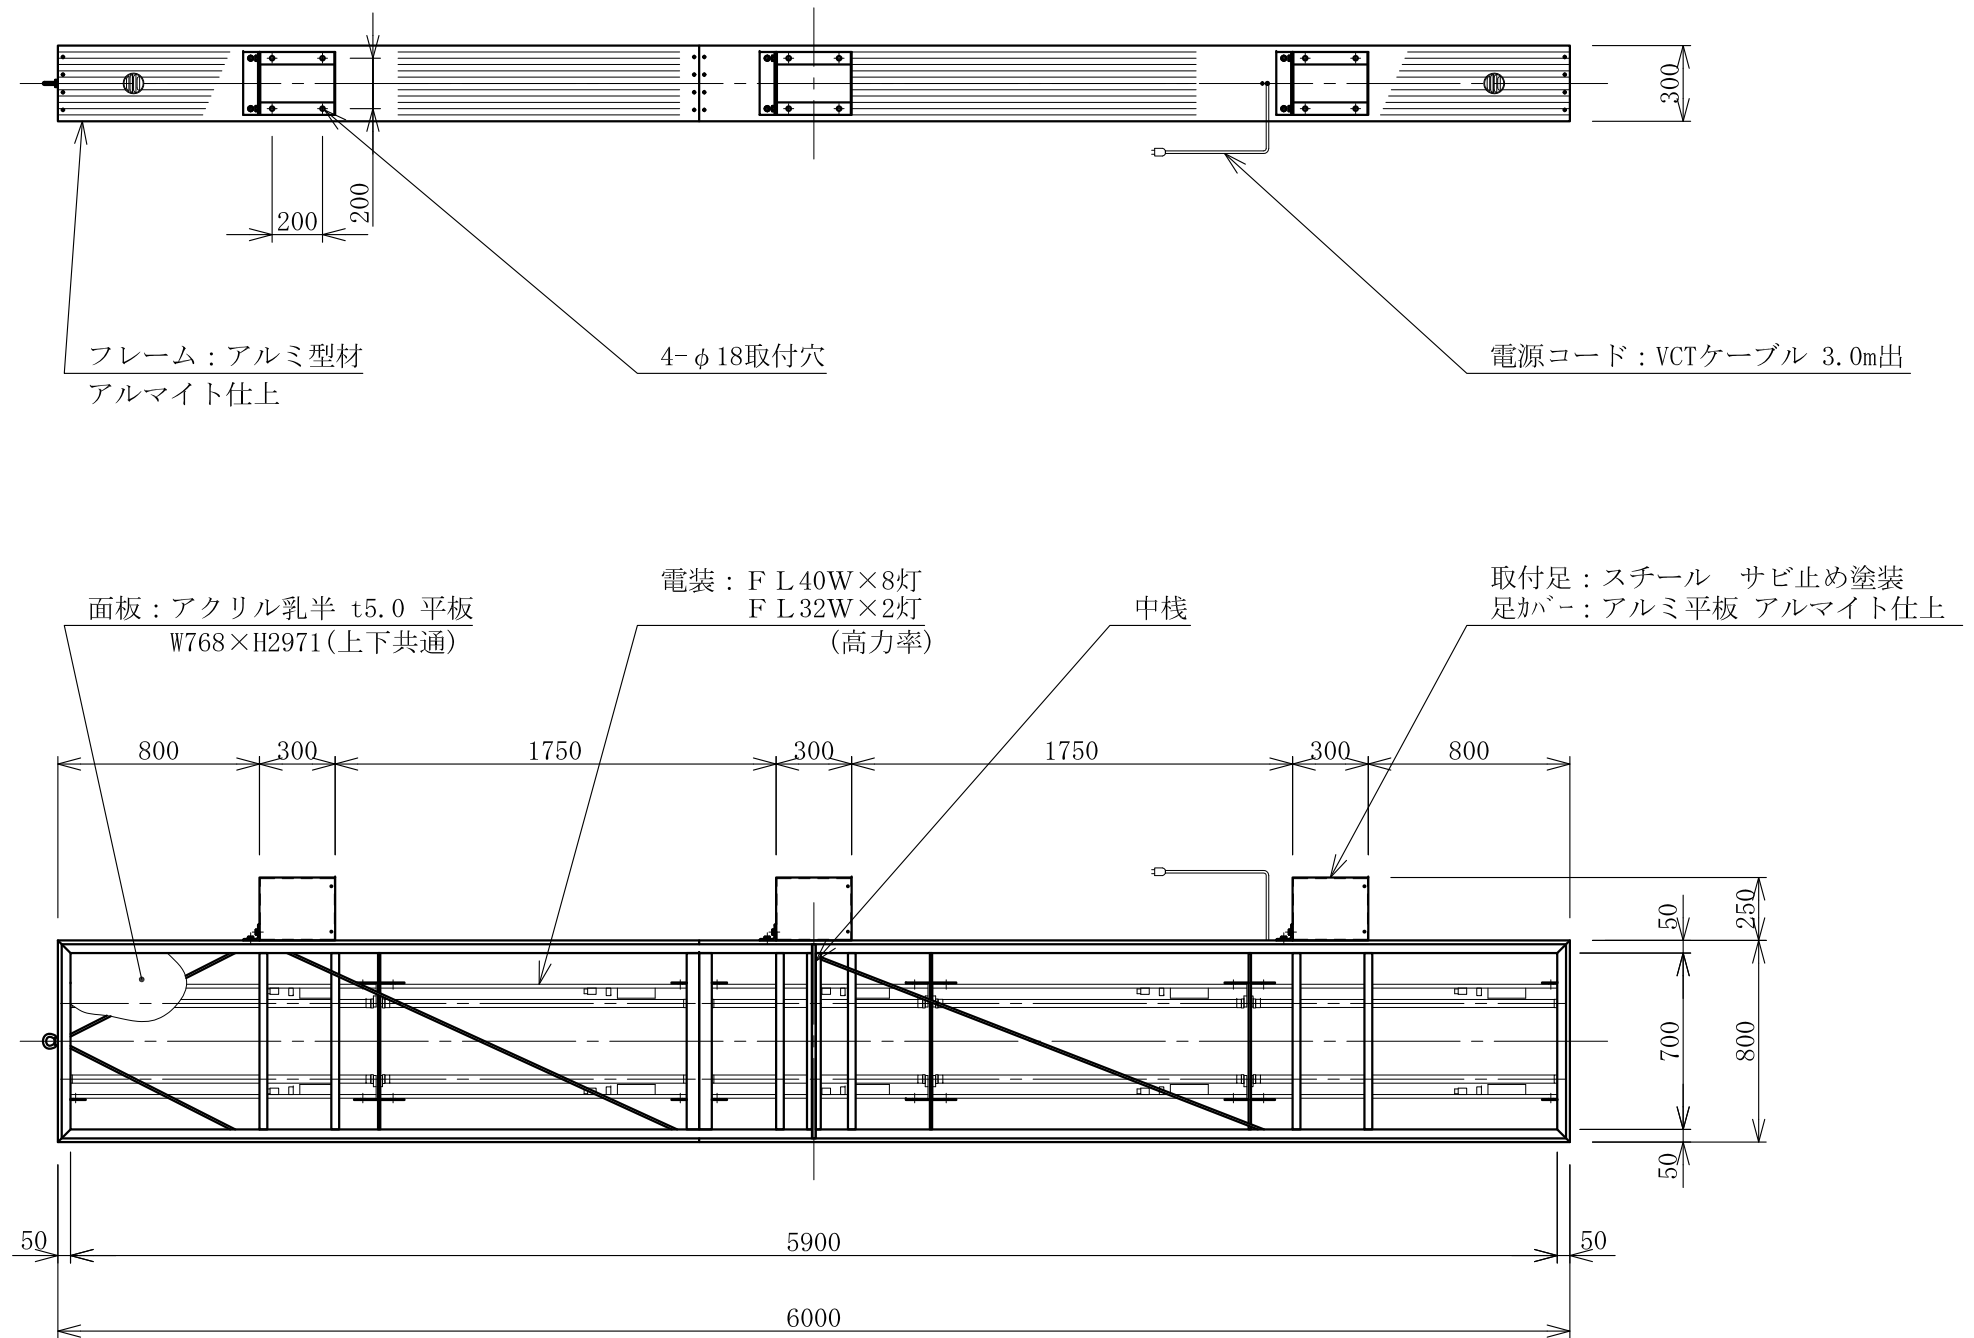 300
200
200
フレーム：アルミ型材
アルマイト仕上
4-φ18取付穴
電源コード：VCTケーブル 3.0m出
面板：アクリル乳半 t5.0 平板
W768×H2971(上下共通)
電装：ＦＬ40W×8灯
ＦＬ32W×2灯
(高力率)
中桟
取付足：スチール　サビ止め塗装
足ｶﾊﾞｰ：アルミ平板 アルマイト仕上
800
300
1750
300
1750
300
800
50
250
700
800
50
50
5900
50
6000